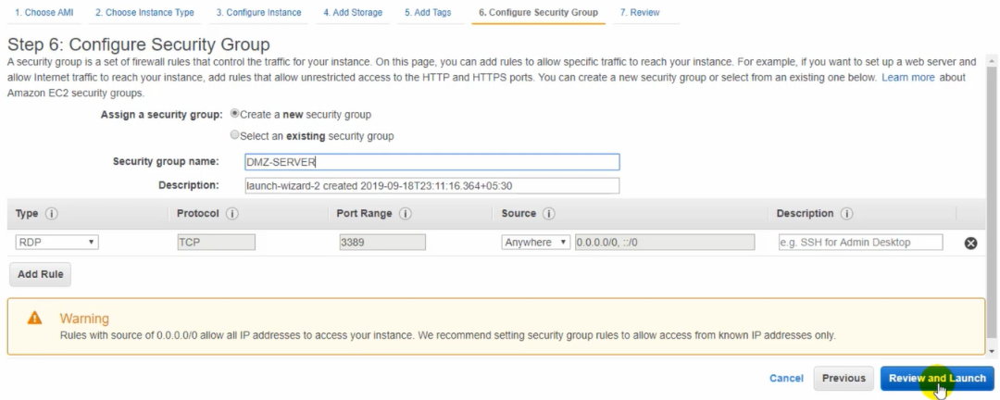 1. Choose AMI 2. Choose Instance Type 3. Configure Instance 4. Add Storage 5. Add Tags 6. Configure Security Group 7. Review
Step 6: Configure Security Group
A security group is a set of firewall rules that control the traffic for your instance. On this page, you can add rules to allow specific traffic to reach your instance. For example, if you want to set up a web server and
allow Internet traffic to reach your instance, add rules that allow unrestricted access to the HTTP and HTTPS ports. You can create a new security group or select from an existing one below. Learn more about
Amazon EC2 security groups.
Assign a security group: Create a new security group
Select an existing security group
Security group name: DMZ-SERVER
Description: launch-wizard-2 created 2019-09-18T23:11:16.364+05:30
Type i Protocol i Port Range i Source i Description i
RDP TCP 3389 Anywhere 0.0.0.0/0, ::/0 e.g. SSH for Admin Desktop
Add Rule
Warning
Rules with source of 0.0.0.0/0 allow all IP addresses to access your instance. We recommend setting security group rules to allow access from known IP addresses only.
Cancel Previous Review and Launch